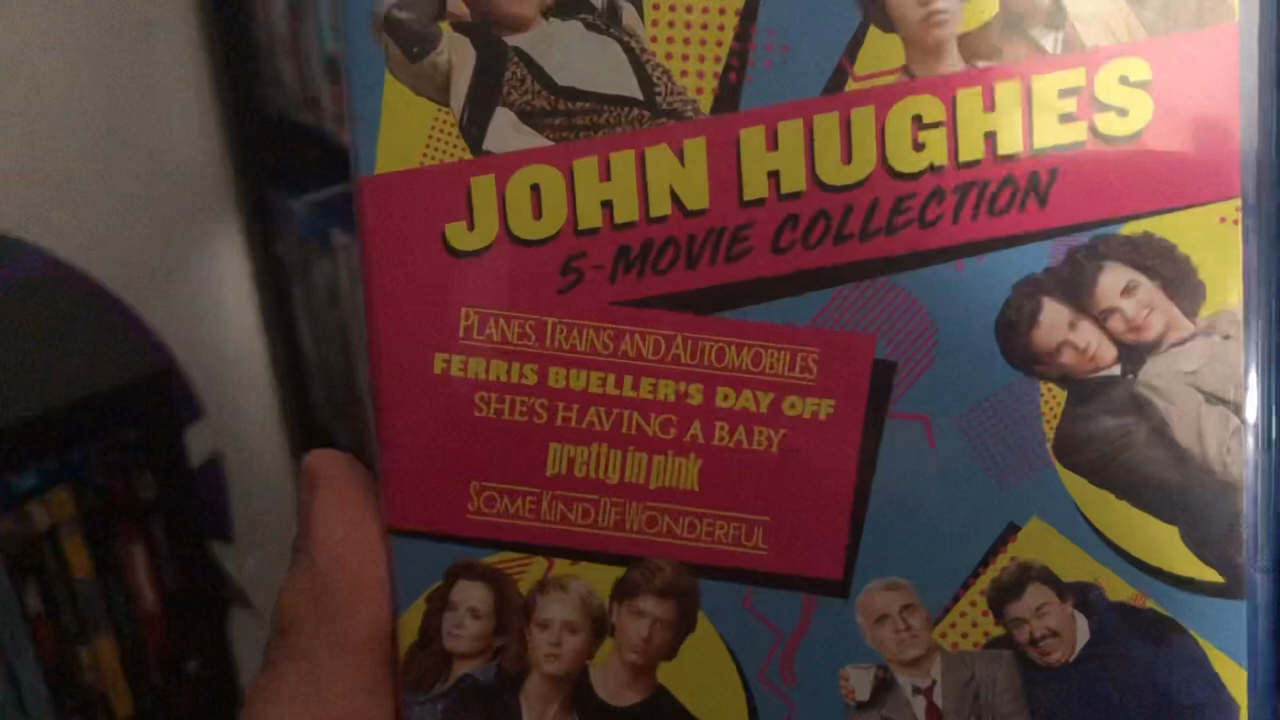 JOHN HUGHES
5-MOVIE COLLECTION
PLANES, TRAINS AND AUTOMOBILES
FERRIS BUELLER'S DAY OFF
SHE'S HAVING A BABY
pretty in pink
SOME KIND OF WONDERFUL